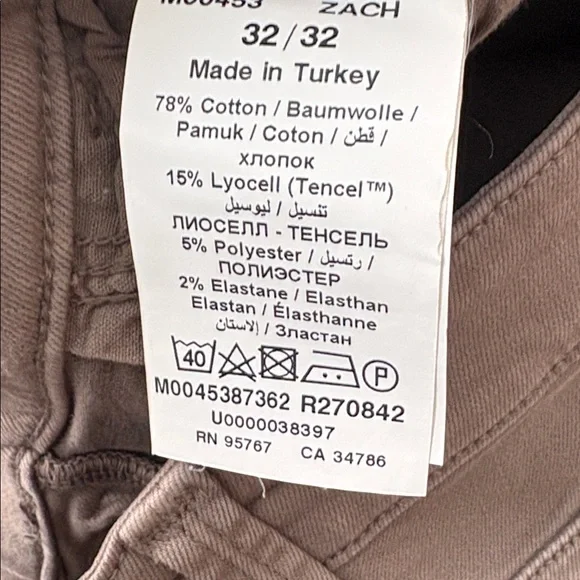 M00453 ZACH
32/32
Made in Turkey
78% Cotton / Baumwolle /
Pamuk / Coton / قطن /
хлопок
15% Lyocell (Tencel™)
تنسيل / ليوسيل
ЛИОСЕЛЛ - ТЕНСЕЛЬ
5% Polyester / رتسيل /
ПОЛИЭСТЕР
2% Elastane / Elasthan
Elastan / Élasthanne
إلاستان / Эластан
40 P
M0045387362 R270842
U0000038397
RN 95767 CA 34786